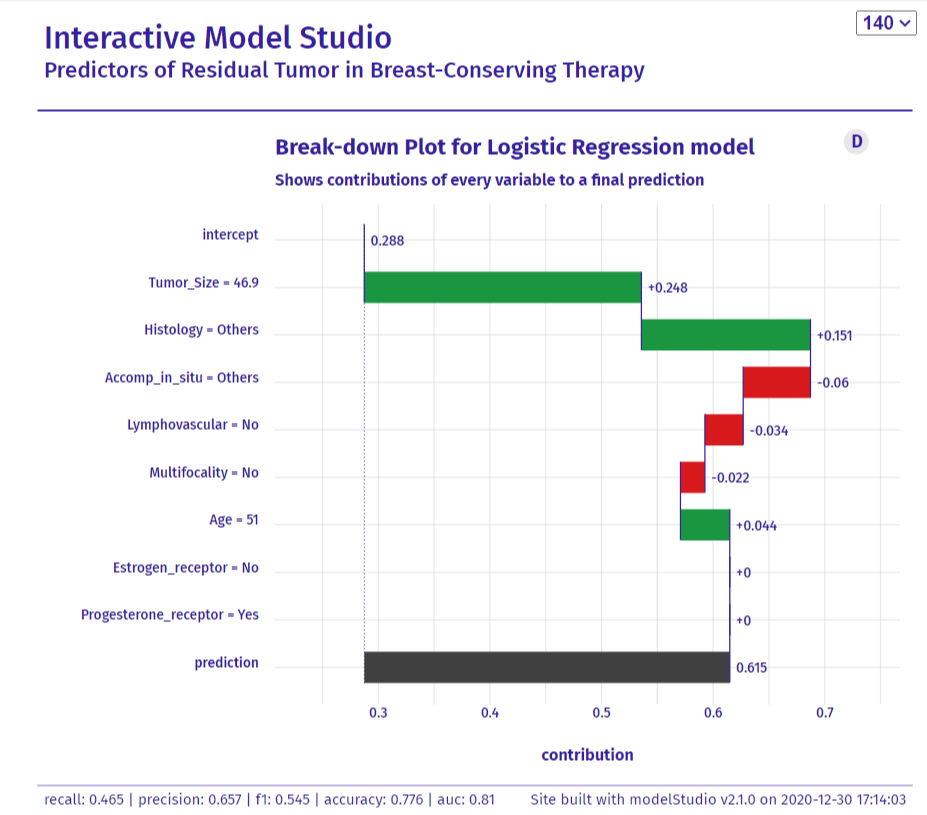 Interactive Model Studio
140
Predictors of Residual Tumor in Breast-Conserving Therapy
Break-down Plot for Logistic Regression model
D
Shows contributions of every variable to a final prediction
intercept
0.288
Tumor_Size = 46.9
+0.248
Histology = Others
+0.151
Accomp_in_situ = Others
-0.06
Lymphovascular = No
-0.034
Multifocality = No
-0.022
Age = 51
+0.044
Estrogen_receptor = No
+0
Progesterone_receptor = Yes
+0
prediction
0.615
0.3 0.4 0.5 0.6 0.7
contribution
recall: 0.465 | precision: 0.657 | f1: 0.545 | accuracy: 0.776 | auc: 0.81
Site built with modelStudio v2.1.0 on 2020-12-30 17:14:03